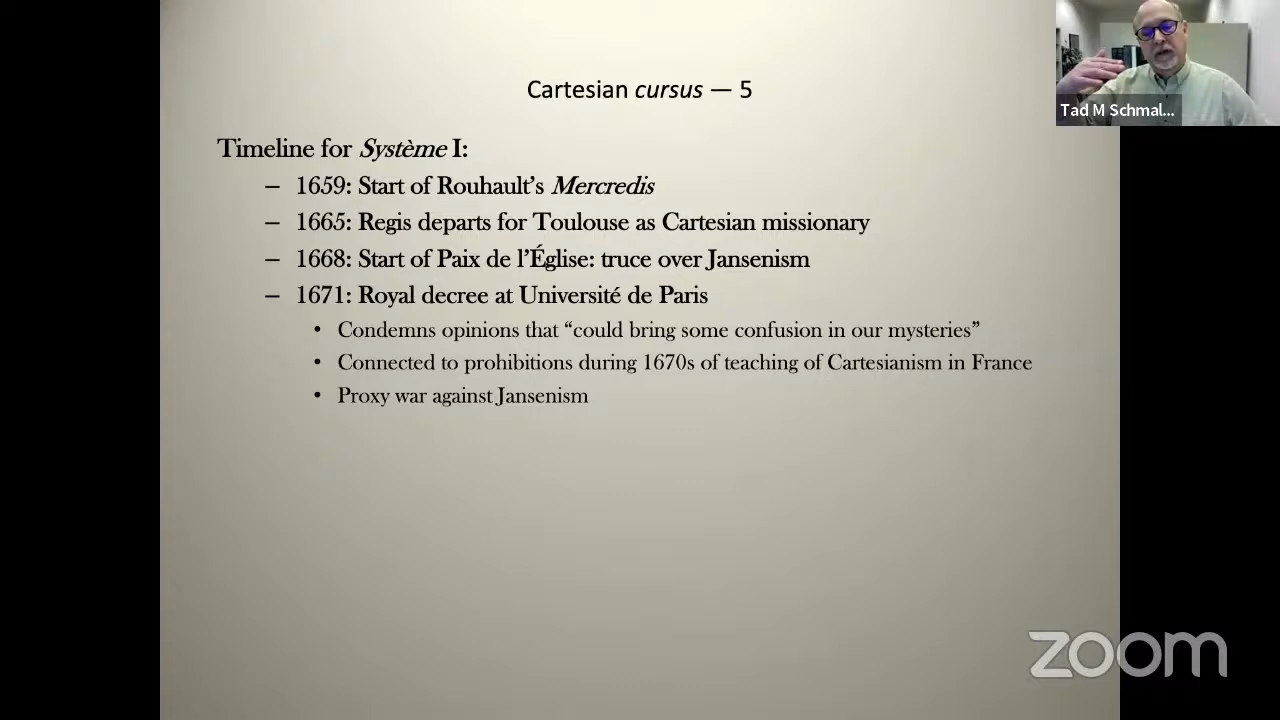 Cartesian cursus — 5
Tad M Schmal...
Timeline for Système I:
– 1659: Start of Rouhault’s Mercredis
– 1665: Regis departs for Toulouse as Cartesian missionary
– 1668: Start of Paix de l’Église: truce over Jansenism
– 1671: Royal decree at Université de Paris
• Condemns opinions that “could bring some confusion in our mysteries”
• Connected to prohibitions during 1670s of teaching of Cartesianism in France
• Proxy war against Jansenism
zoom